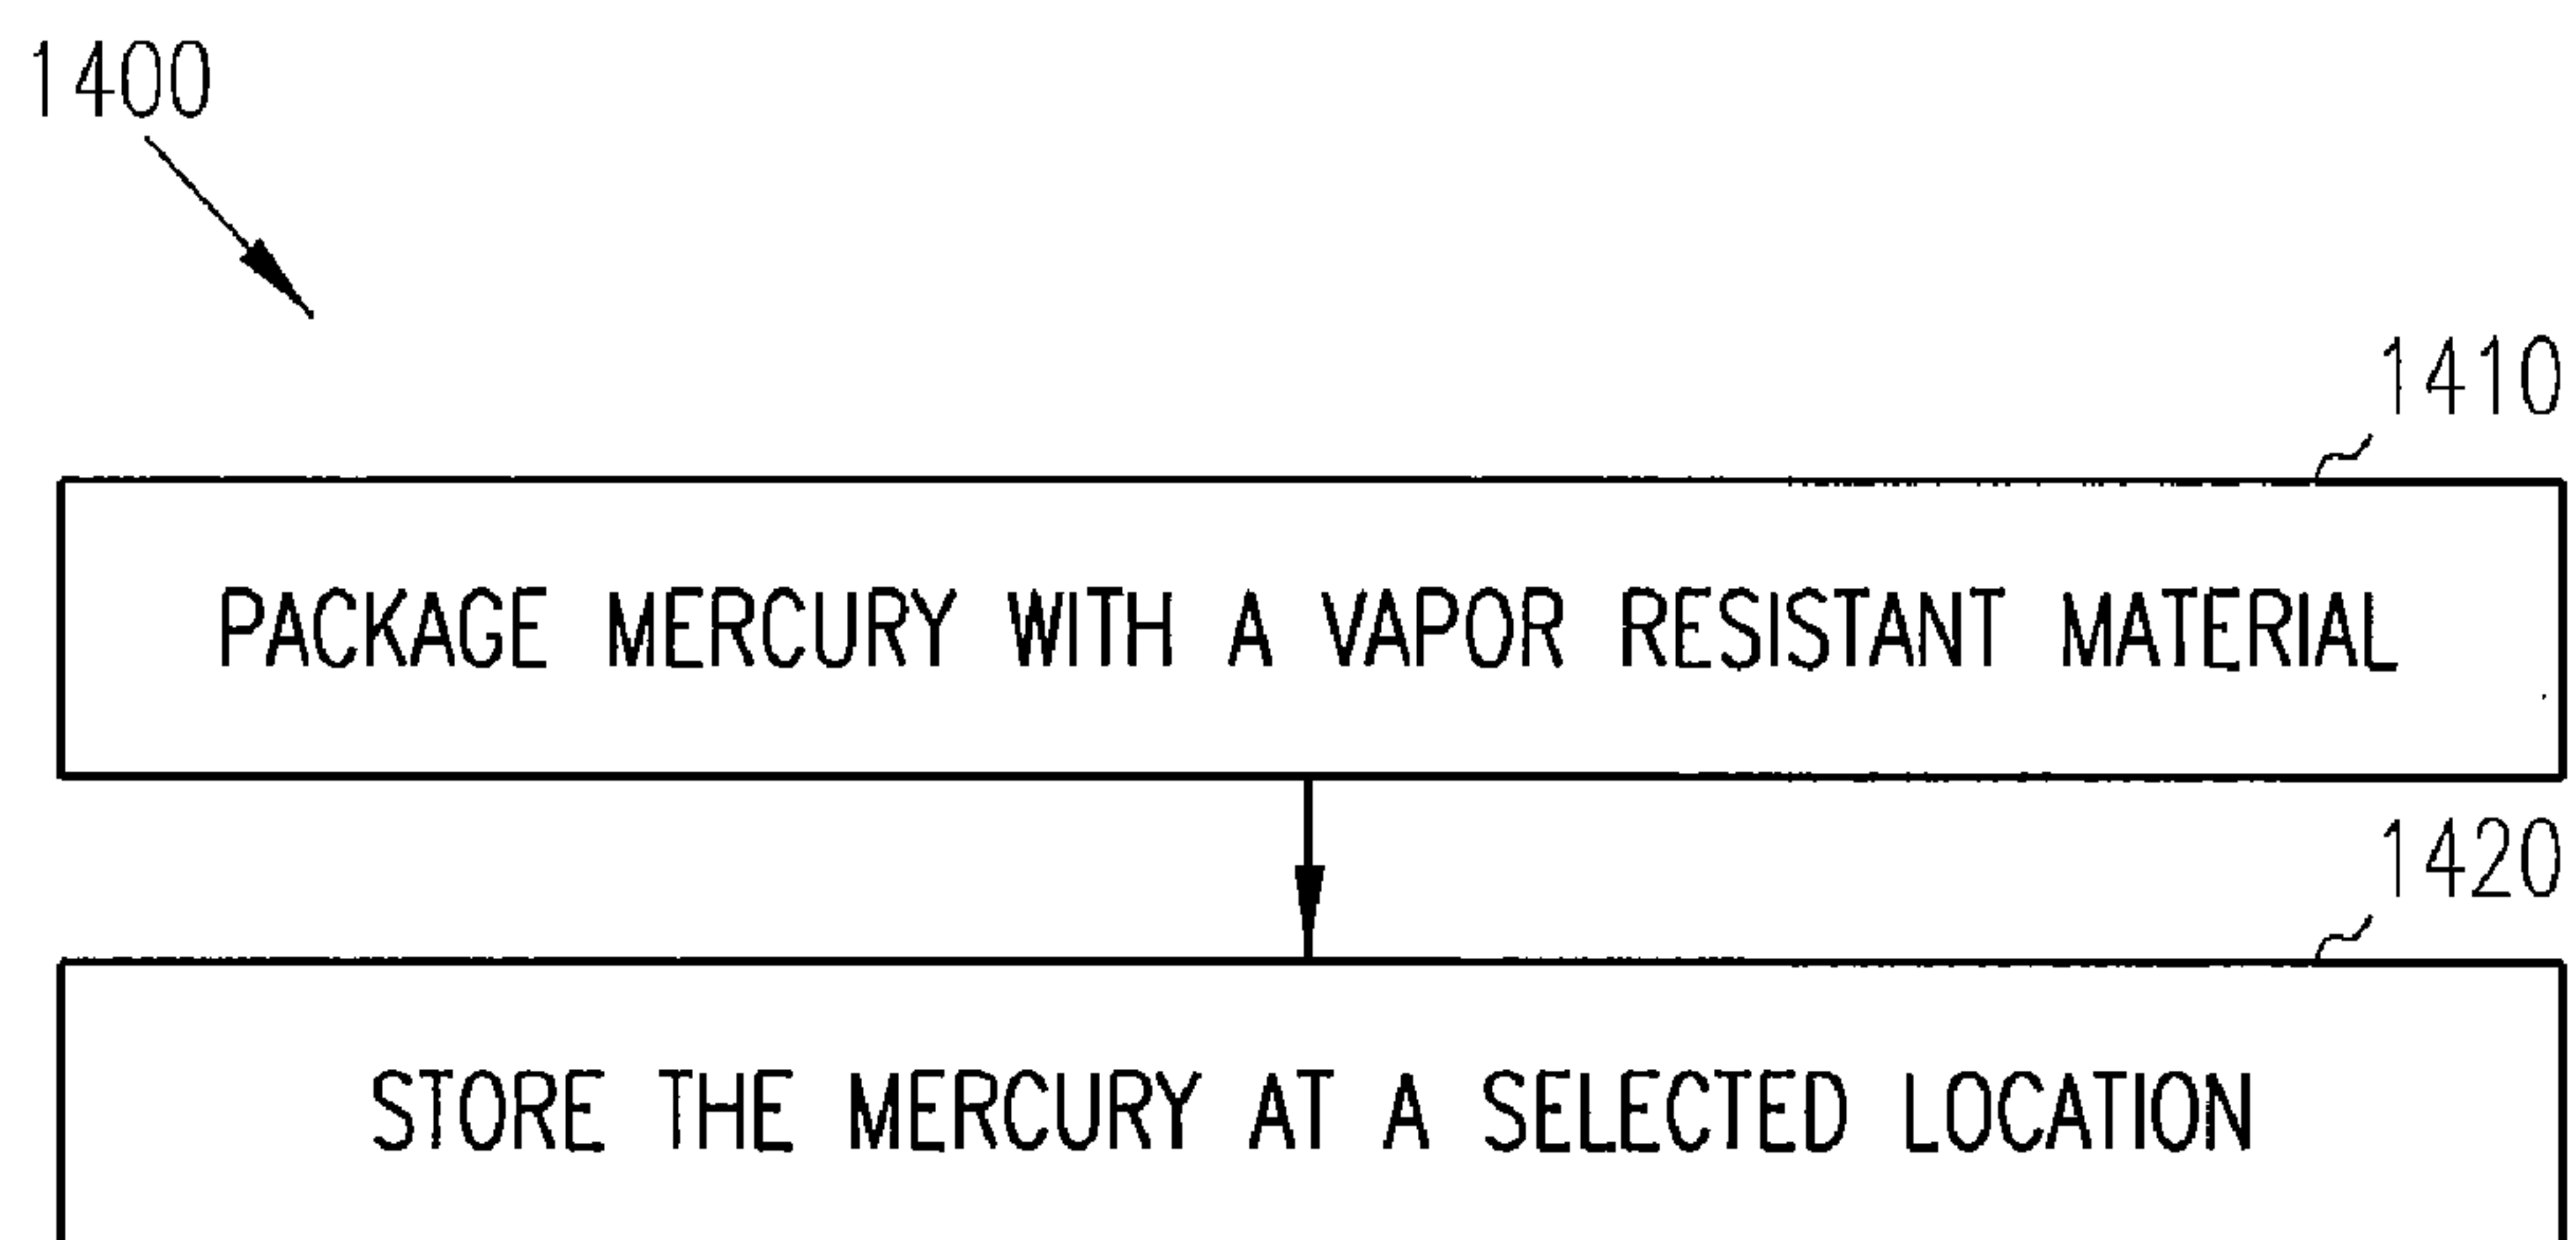 1400
1410
PACKAGE MERCURY WITH A VAPOR RESISTANT MATERIAL
1420
STORE THE MERCURY AT A SELECTED LOCATION